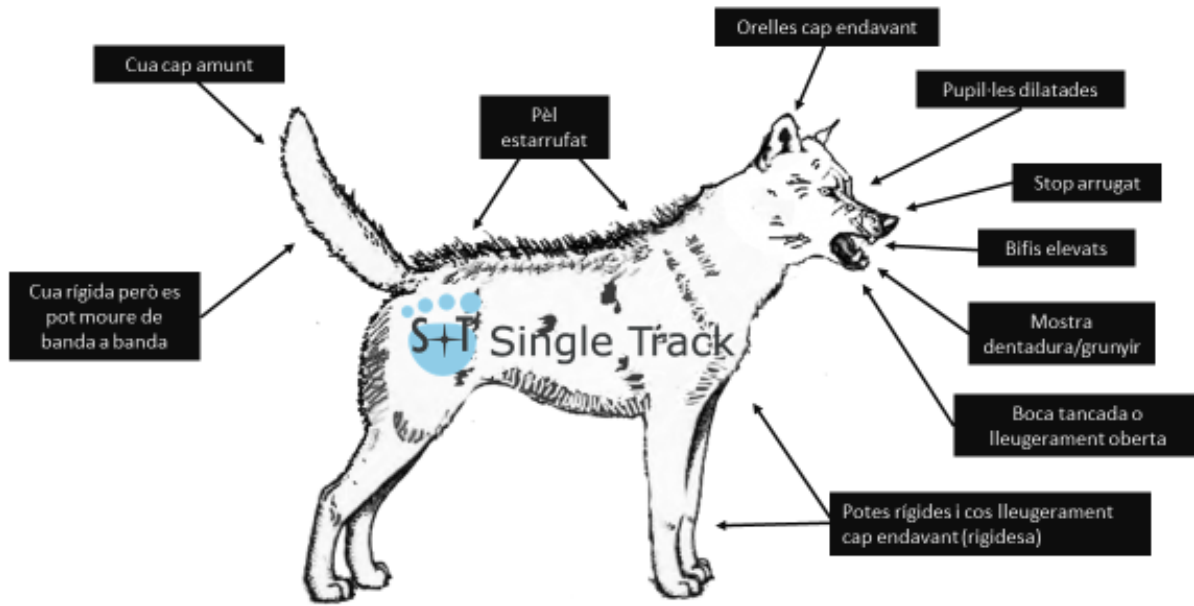 Orelles cap endavant
Cua cap amunt
Pupil·les dilatades
Pèl
estarrufat
Stop arrugat
Bifis elevats
Cua rígida però es
pot moure de
banda a banda
Mostra
dentadura/grunyir
S T Single Track
Boca tancada o
lleugerament oberta
Potes rígides i cos lleugerament
cap endavant (rigidesa)